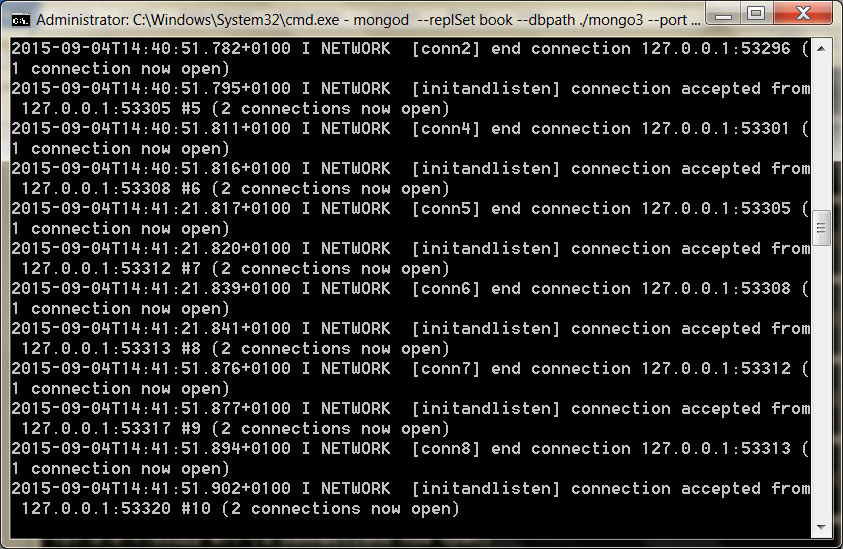 Administrator: C:\Windows\System32\cmd.exe - mongod --replSet book --dbpath ./mongo3 --port ...
2015-09-04T14:40:51.782+0100 I NETWORK  [conn2] end connection 127.0.0.1:53296 (
1 connection now open)
2015-09-04T14:40:51.795+0100 I NETWORK  [initandlisten] connection accepted from
 127.0.0.1:53305 #5 (2 connections now open)
2015-09-04T14:40:51.811+0100 I NETWORK  [conn4] end connection 127.0.0.1:53301 (
1 connection now open)
2015-09-04T14:40:51.816+0100 I NETWORK  [initandlisten] connection accepted from
 127.0.0.1:53308 #6 (2 connections now open)
2015-09-04T14:41:21.817+0100 I NETWORK  [conn5] end connection 127.0.0.1:53305 (
1 connection now open)
2015-09-04T14:41:21.820+0100 I NETWORK  [initandlisten] connection accepted from
 127.0.0.1:53312 #7 (2 connections now open)
2015-09-04T14:41:21.839+0100 I NETWORK  [conn6] end connection 127.0.0.1:53308 (
1 connection now open)
2015-09-04T14:41:21.841+0100 I NETWORK  [initandlisten] connection accepted from
 127.0.0.1:53313 #8 (2 connections now open)
2015-09-04T14:41:51.876+0100 I NETWORK  [conn7] end connection 127.0.0.1:53312 (
1 connection now open)
2015-09-04T14:41:51.877+0100 I NETWORK  [initandlisten] connection accepted from
 127.0.0.1:53317 #9 (2 connections now open)
2015-09-04T14:41:51.894+0100 I NETWORK  [conn8] end connection 127.0.0.1:53313 (
1 connection now open)
2015-09-04T14:41:51.902+0100 I NETWORK  [initandlisten] connection accepted from
 127.0.0.1:53320 #10 (2 connections now open)